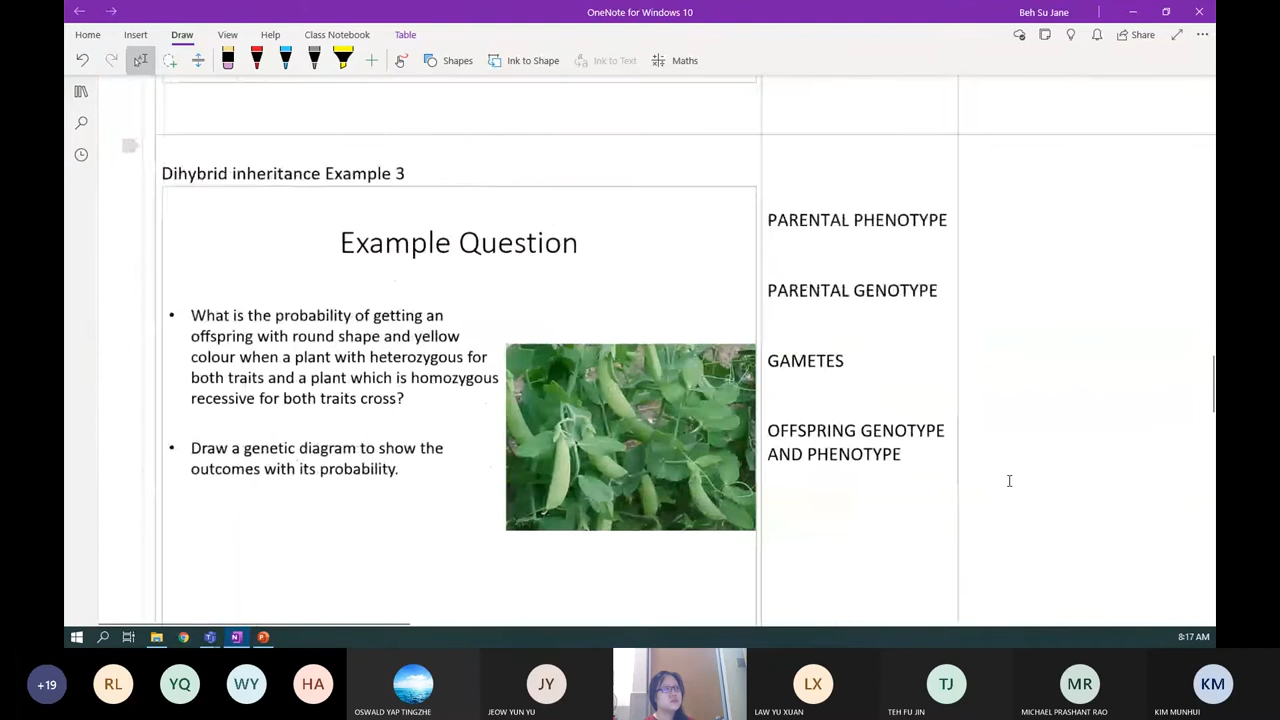 OneNote for Windows 10
Beh Su Jane
Home Insert Draw View Help Class Notebook Table
Share
Shapes Ink to Shape Ink to Text Maths
Dihybrid inheritance Example 3
Example Question
• What is the probability of getting an
offspring with round shape and yellow
colour when a plant with heterozygous for
both traits and a plant which is homozygous
recessive for both traits cross?
• Draw a genetic diagram to show the
outcomes with its probability.
PARENTAL PHENOTYPE
PARENTAL GENOTYPE
GAMETES
OFFSPRING GENOTYPE
AND PHENOTYPE
8:17 AM
+19 RL YQ WY HA JY LX TJ MR KM
OSWALD YAP TINGZHE JEOW YUN YU LAW YU XUAN TEH FU JIN MICHAEL PRASHANT RAO KIM MUNHUI